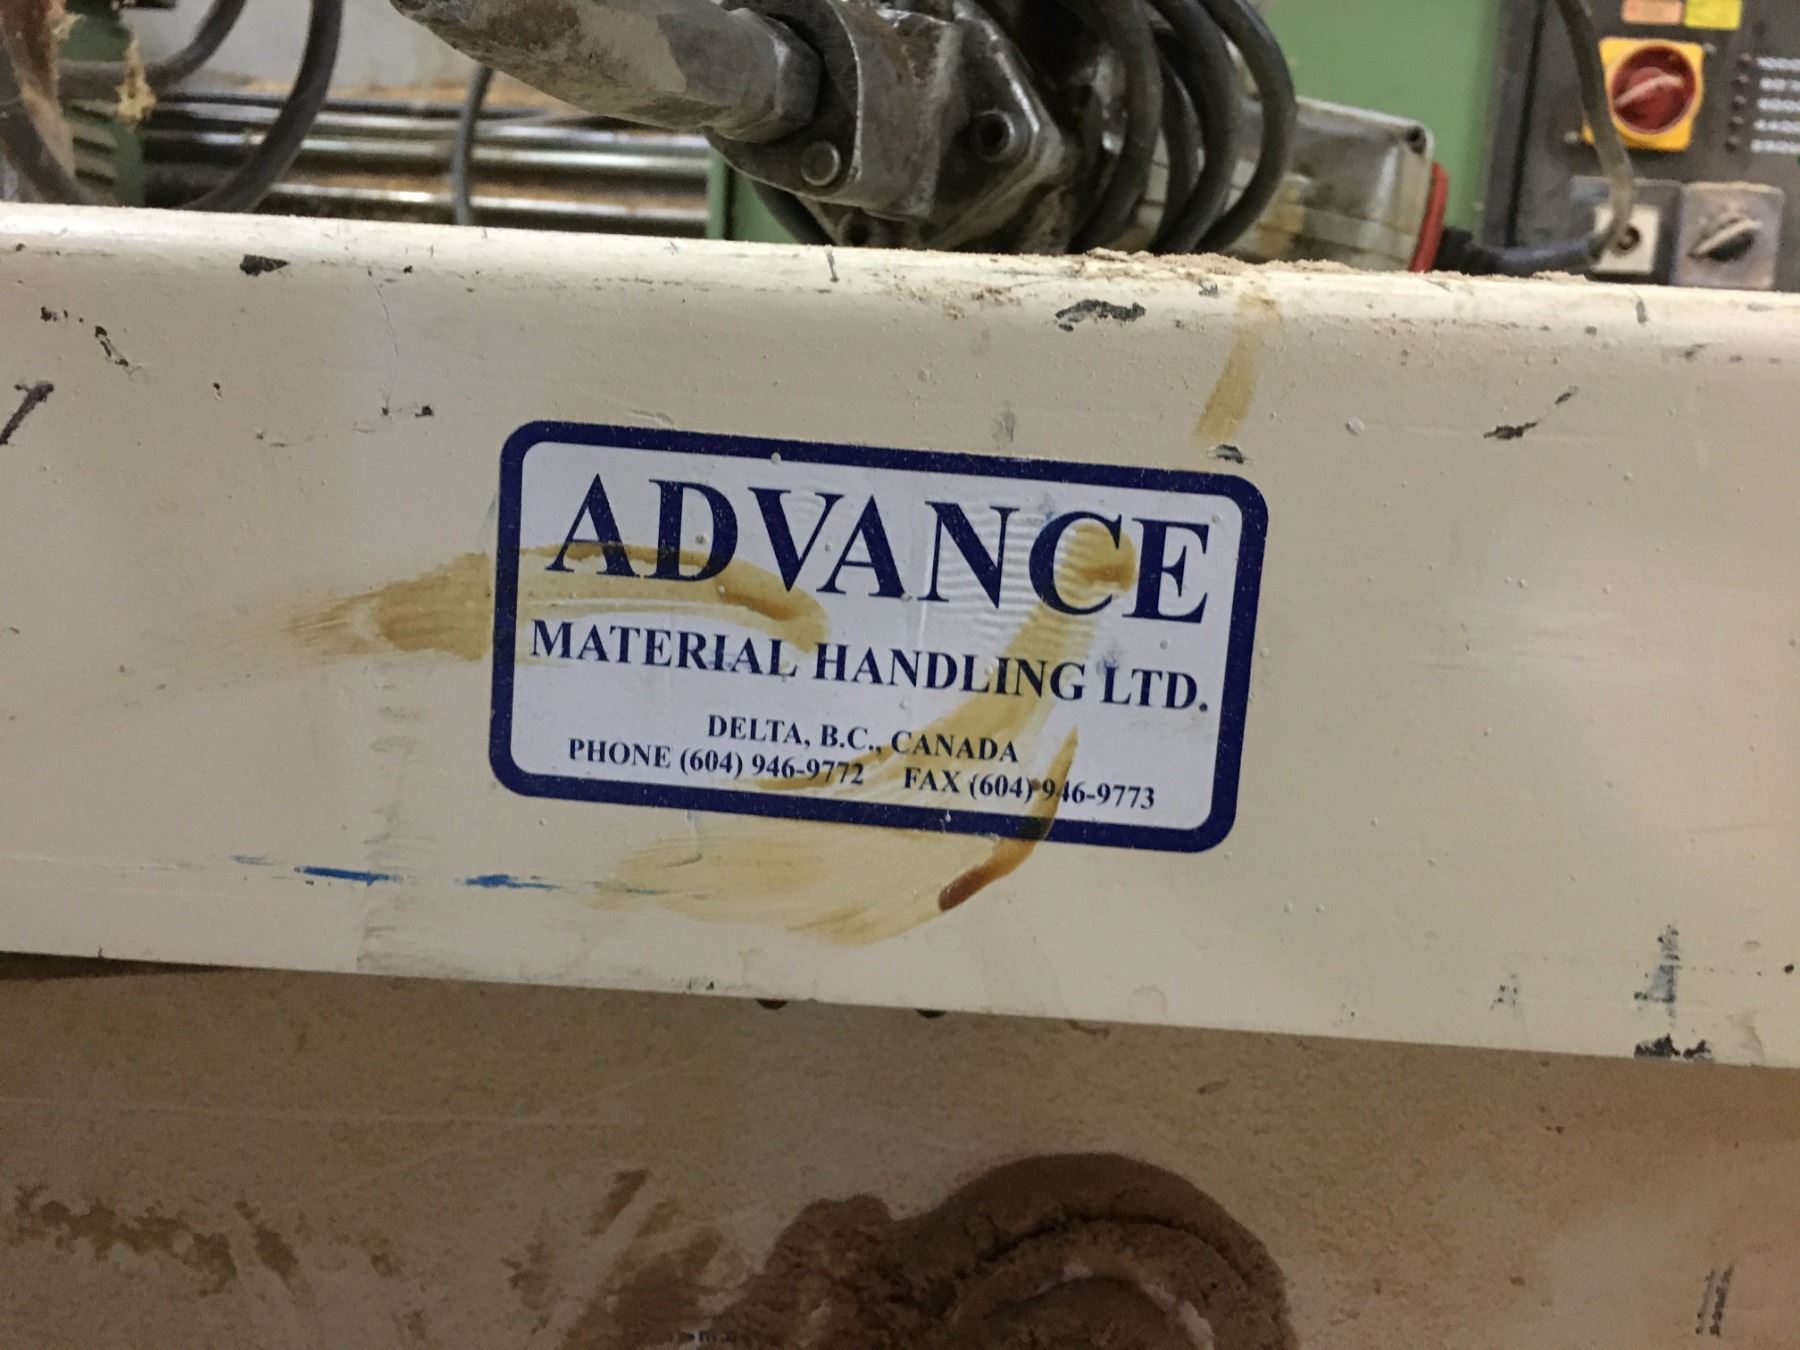 ADVANCE
MATERIAL HANDLING LTD.
DELTA, B.C., CANADA
PHONE (604) 946-9772 FAX (604) 946-9773